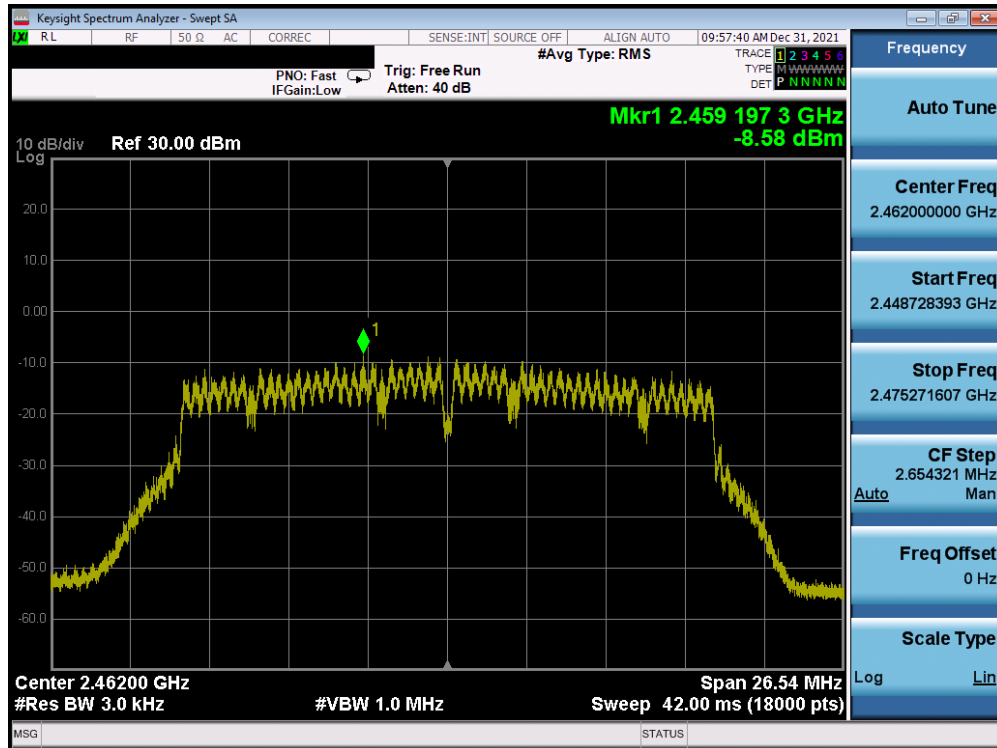 Keysight Spectrum Analyzer - Swept SA
LXI RL RF 50 Ω AC CORREC SENSE:INT SOURCE OFF ALIGN AUTO 09:57:40 AM Dec 31, 2021
#Avg Type: RMS
TRACE 1 2 3 4 5 6
TYPE M W W W W W
DET P N N N N N
PNO: Fast
IFGain:Low
Trig: Free Run
Atten: 40 dB
Mkr1 2.459 197 3 GHz
-8.58 dBm
10 dB/div
Log
Ref 30.00 dBm
20.0
10.0
0.00
1
-10.0
-20.0
-30.0
-40.0
-50.0
-60.0
Center 2.46200 GHz
Span 26.54 MHz
#Res BW 3.0 kHz
#VBW 1.0 MHz
Sweep 42.00 ms (18000 pts)
MSG
STATUS
Frequency
Auto Tune
Center Freq
2.462000000 GHz
Start Freq
2.448728393 GHz
Stop Freq
2.475271607 GHz
CF Step
2.654321 MHz
Auto Man
Freq Offset
0 Hz
Scale Type
Log Lin